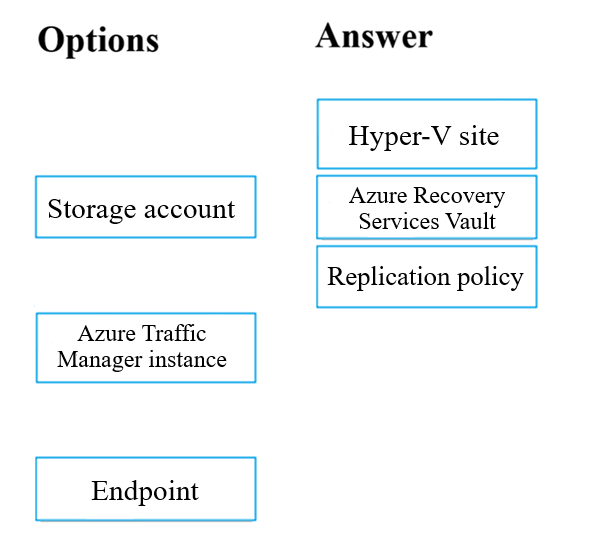 Options
Answer
Hyper-V site
Storage account
Azure Recovery
Services Vault
Replication policy
Azure Traffic
Manager instance
Endpoint